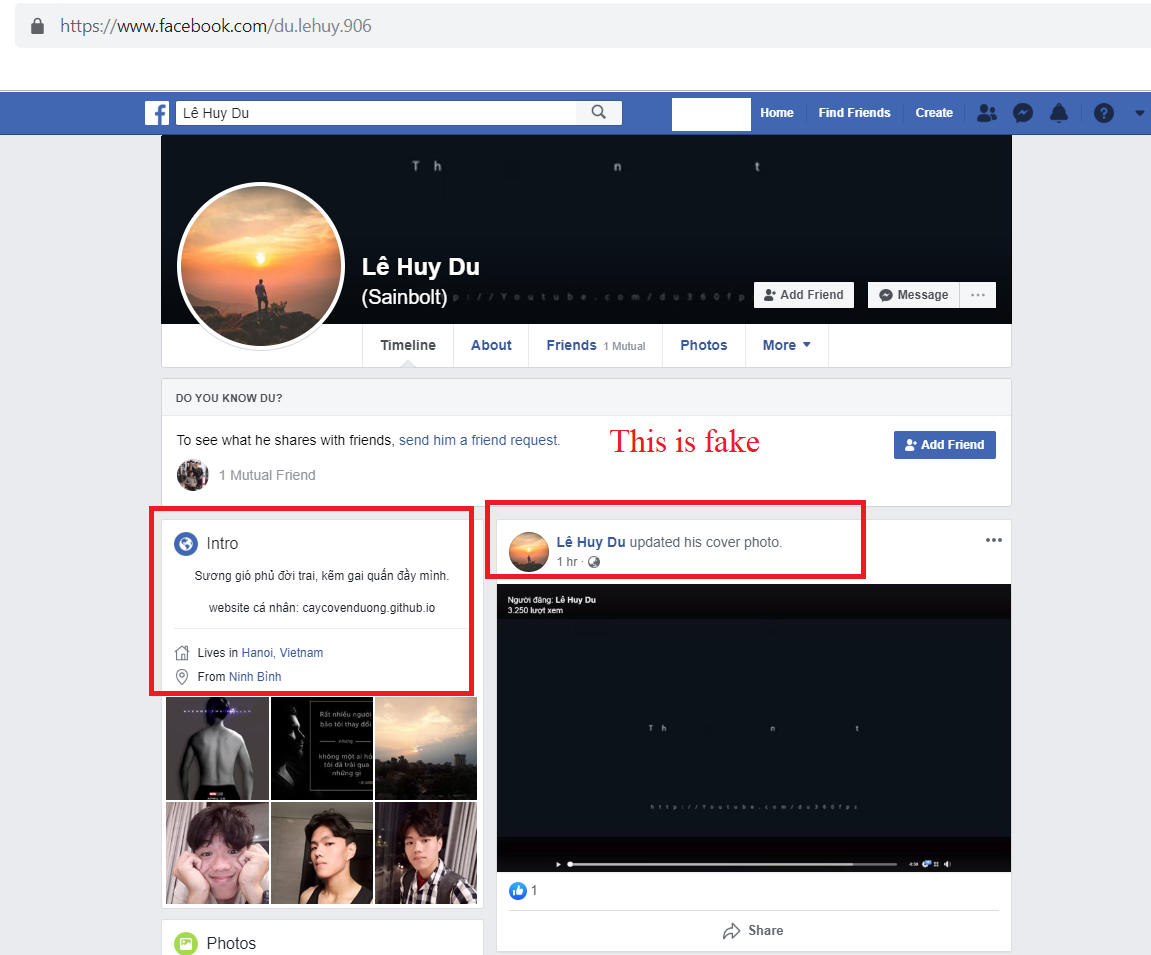 https://www.facebook.com/du.lehuy.906
Lê Huy Du
Home
Find Friends
Create
T h n t
Lê Huy Du
(Sainbolt)
p://Youtube.com/du360fp
Add Friend
Message
Timeline
About
Friends 1 Mutual
Photos
More
DO YOU KNOW DU?
To see what he shares with friends, send him a friend request.
This is fake
Add Friend
1 Mutual Friend
Intro
Sương gió phủ đời trai, kẽm gai quấn đầy mình.
website cá nhân: caycovenduong.github.io
Lives in Hanoi, Vietnam
From Ninh Bình
Rất nhiều người
bảo tôi thay đổi
không một ai hỏ
tôi đã trải qua
những gì
Photos
Lê Huy Du updated his cover photo.
1 hr
Người đăng: Lê Huy Du
3.250 lượt xem
T h n t
http://Youtube.com/du360fps
1
Share